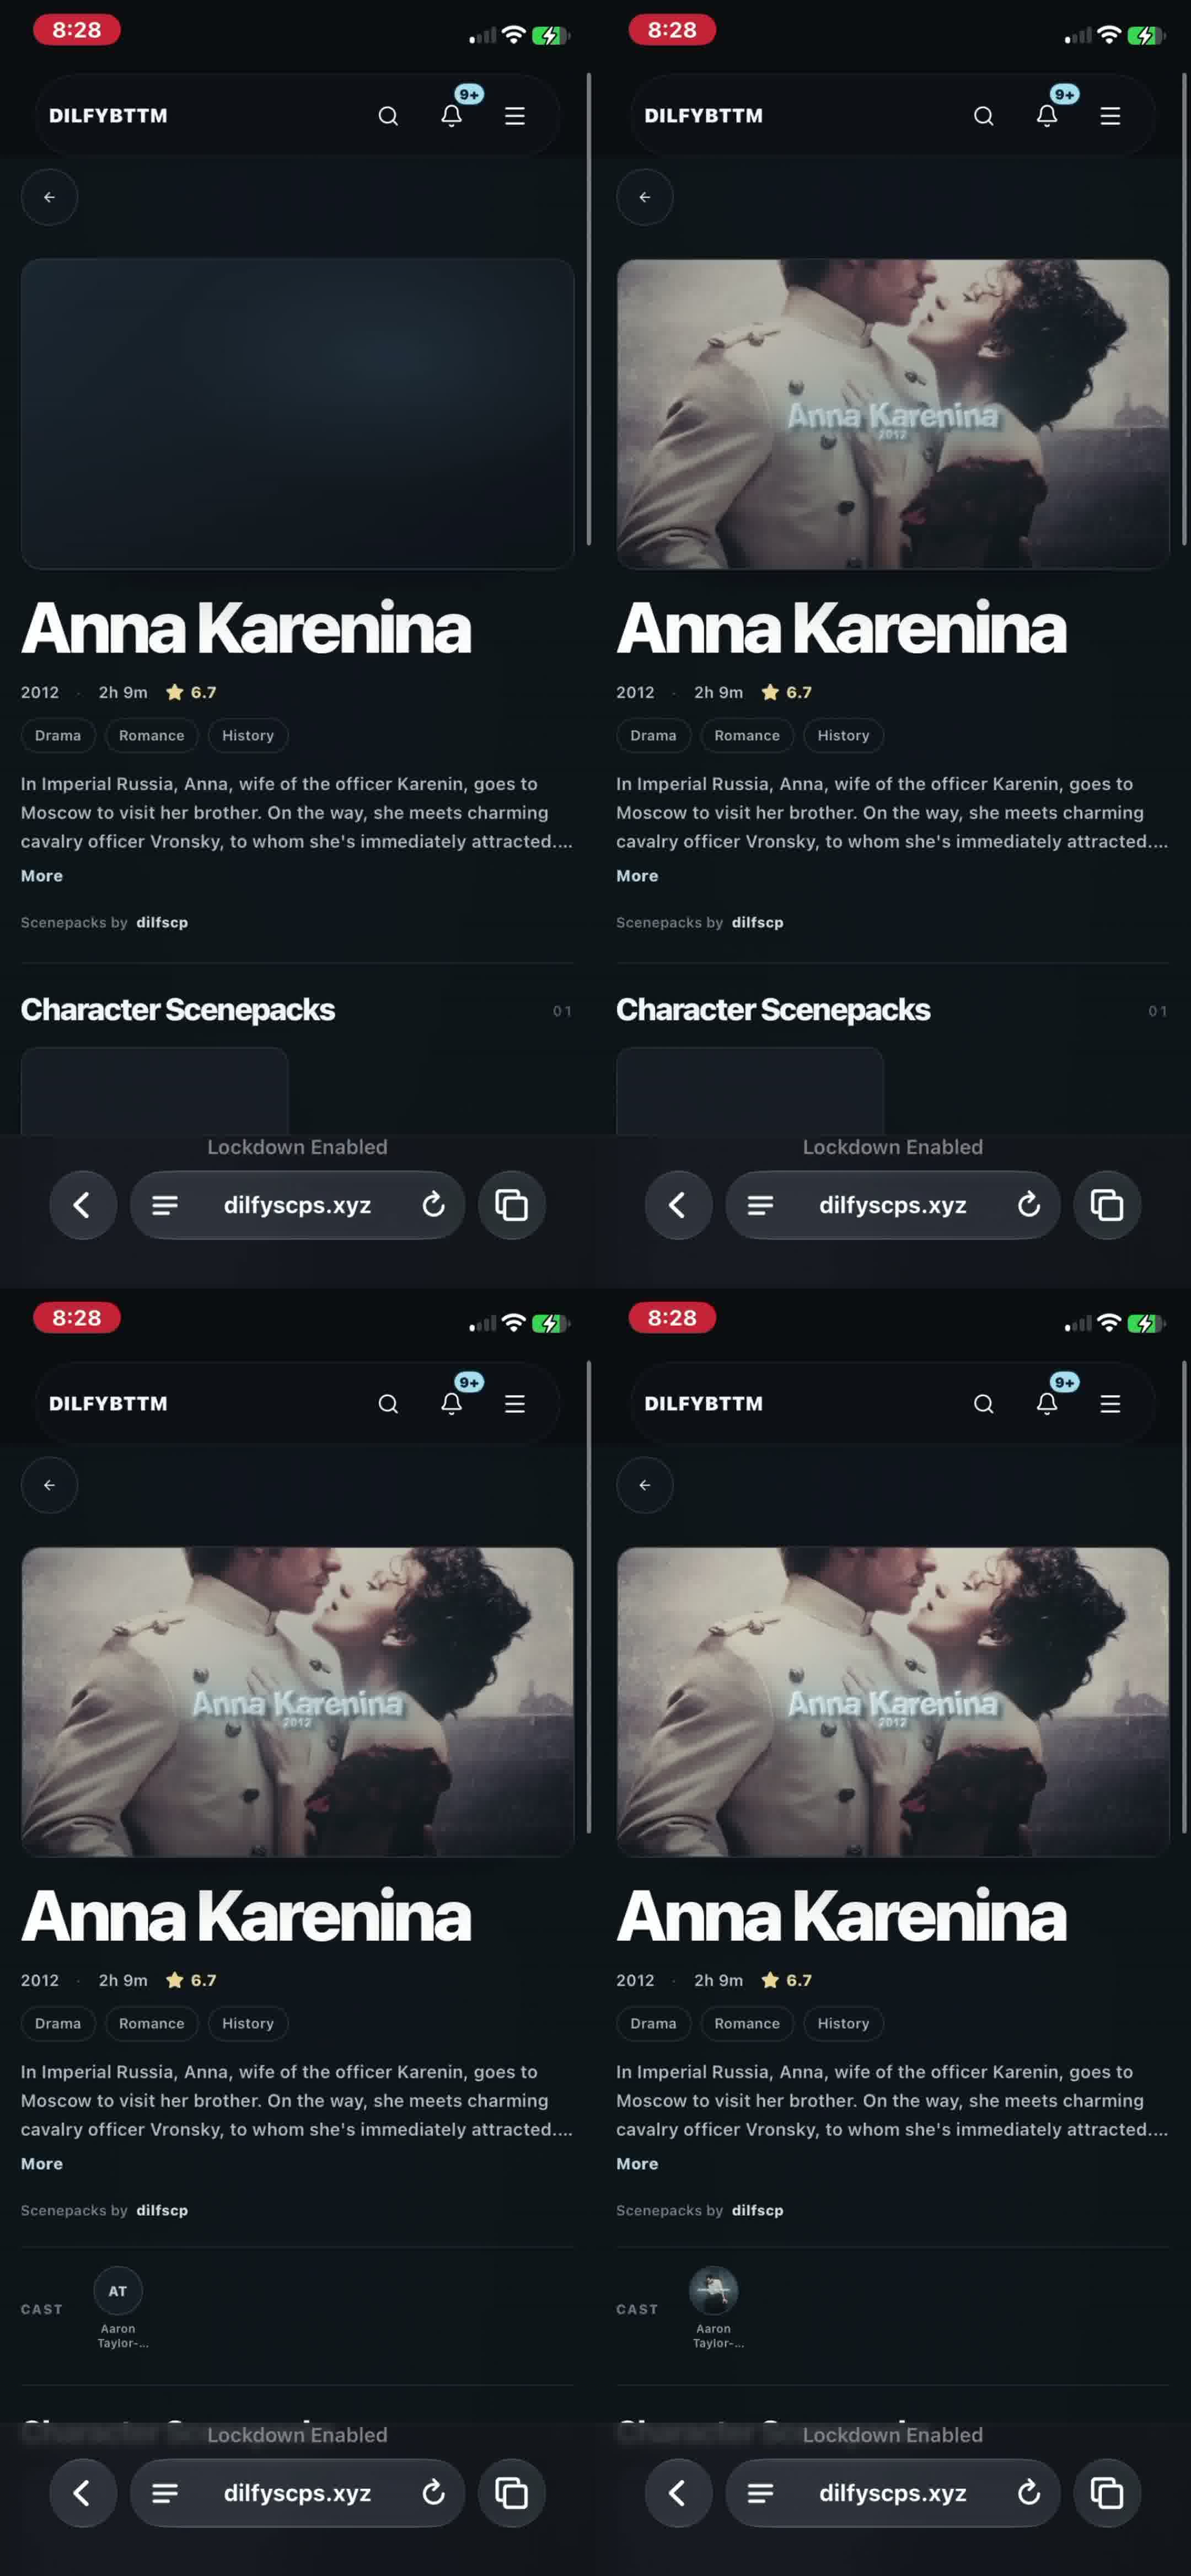 8:28
DILFYBTTM
9+
Anna Karenina
2012 · 2h 9m 6.7
Drama Romance History
In Imperial Russia, Anna, wife of the officer Karenin, goes to
Moscow to visit her brother. On the way, she meets charming
cavalry officer Vronsky, to whom she's immediately attracted....
More
Scenepacks by dilfscp
Character Scenepacks 01
Lockdown Enabled
dilfyscps.xyz
8:28
DILFYBTTM
9+
Anna Karenina
2012
Anna Karenina
2012 · 2h 9m 6.7
Drama Romance History
In Imperial Russia, Anna, wife of the officer Karenin, goes to
Moscow to visit her brother. On the way, she meets charming
cavalry officer Vronsky, to whom she's immediately attracted....
More
Scenepacks by dilfscp
Character Scenepacks 01
Lockdown Enabled
dilfyscps.xyz
8:28
DILFYBTTM
9+
Anna Karenina
2012
Anna Karenina
2012 · 2h 9m 6.7
Drama Romance History
In Imperial Russia, Anna, wife of the officer Karenin, goes to
Moscow to visit her brother. On the way, she meets charming
cavalry officer Vronsky, to whom she's immediately attracted....
More
Scenepacks by dilfscp
CAST
AT
Aaron
Taylor-...
Lockdown Enabled
dilfyscps.xyz
8:28
DILFYBTTM
9+
Anna Karenina
2012
Anna Karenina
2012 · 2h 9m 6.7
Drama Romance History
In Imperial Russia, Anna, wife of the officer Karenin, goes to
Moscow to visit her brother. On the way, she meets charming
cavalry officer Vronsky, to whom she's immediately attracted....
More
Scenepacks by dilfscp
CAST
Aaron
Taylor-...
Lockdown Enabled
dilfyscps.xyz